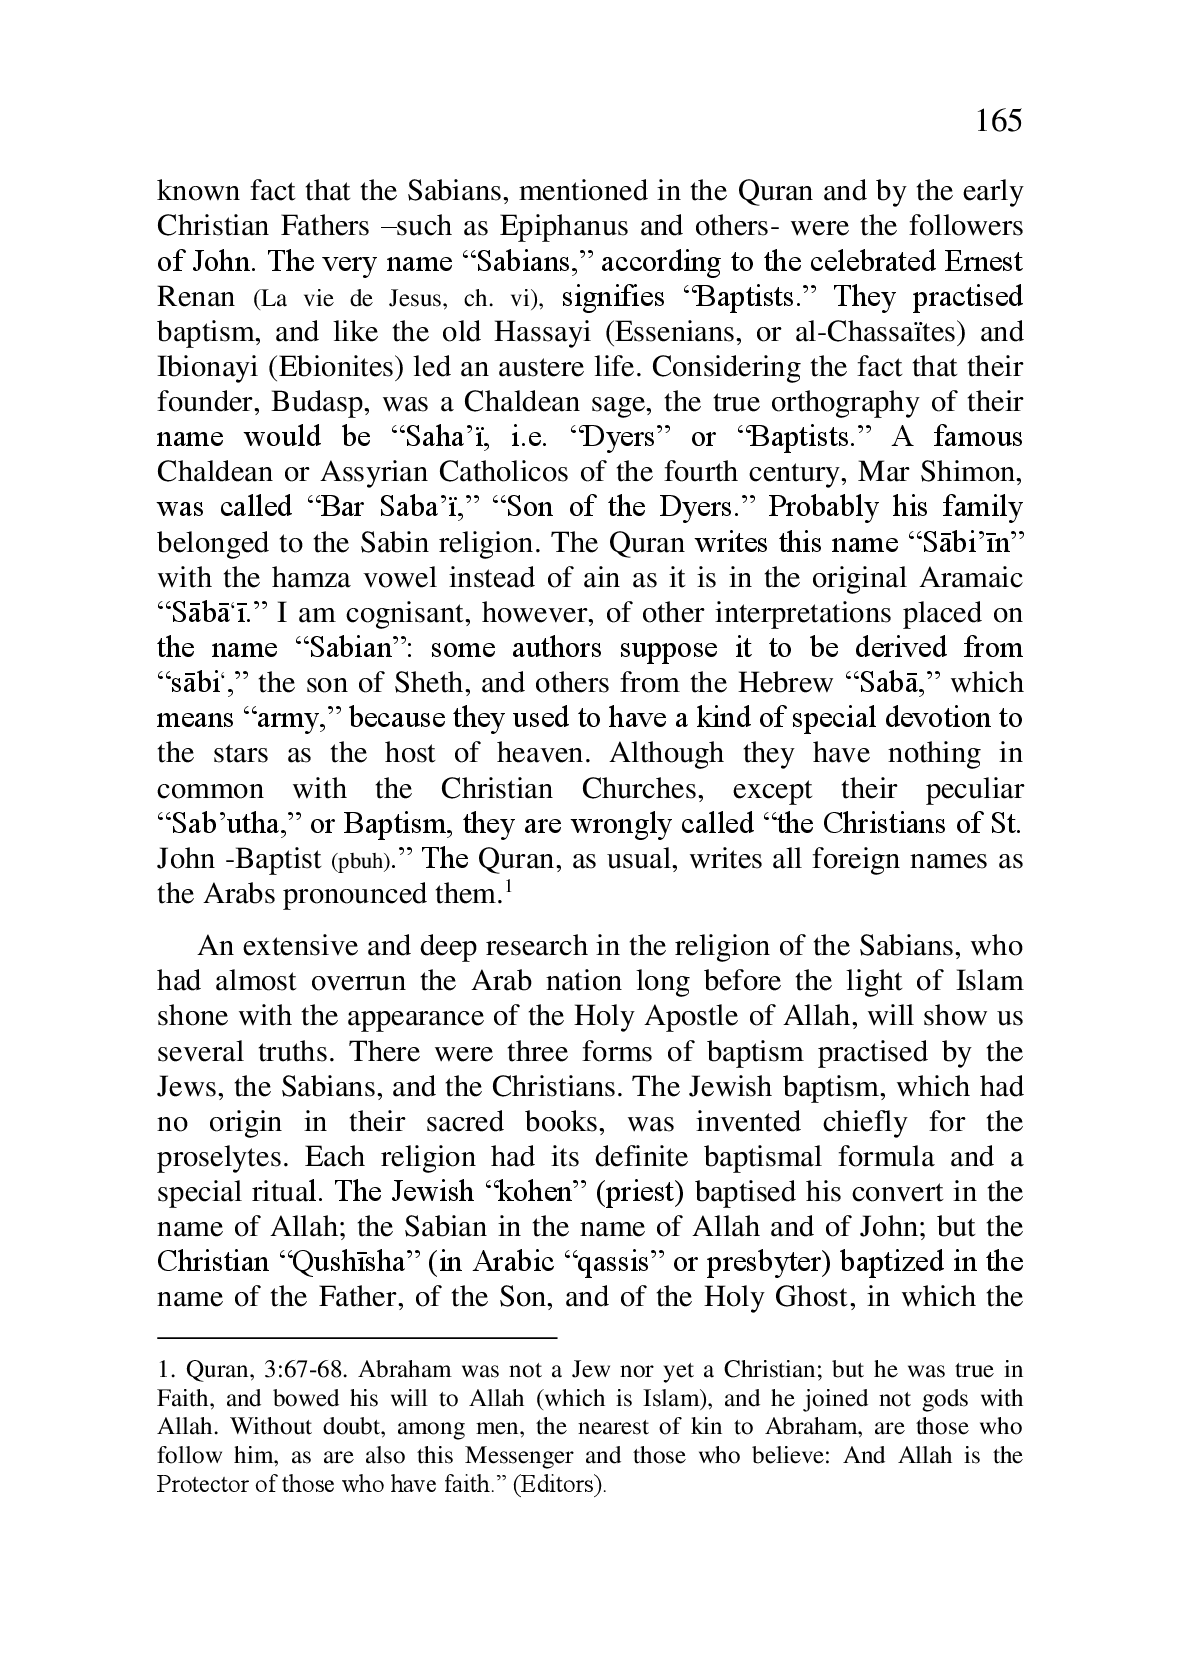 165
known fact that the Sabians, mentioned in the Quran and by the early
Christian Fathers –such as Epiphanus and others- were the followers
of John. The very name “Sabians,” according to the celebrated Ernest
Renan (La vie de Jesus, ch. vi), signifies “Baptists.” They practised
baptism, and like the old Hassayi (Essenians, or al-Chassaïtes) and
Ibionayi (Ebionites) led an austere life. Considering the fact that their
founder, Budasp, was a Chaldean sage, the true orthography of their
name would be “Saha’ï, i.e. “Dyers” or “Baptists.” A famous
Chaldean or Assyrian Catholicos of the fourth century, Mar Shimon,
was called “Bar Saba’ï,” “Son of the Dyers.” Probably his family
belonged to the Sabin religion. The Quran writes this name “Sābi’īn”
with the hamza vowel instead of ain as it is in the original Aramaic
“Sābā‘ī.” I am cognisant, however, of other interpretations placed on
the name “Sabian”: some authors suppose it to be derived from
“sābi‘,” the son of Sheth, and others from the Hebrew “Sabā,” which
means “army,” because they used to have a kind of special devotion to
the stars as the host of heaven. Although they have nothing in
common with the Christian Churches, except their peculiar
“Sab’utha,” or Baptism, they are wrongly called “the Christians of St.
John -Baptist (pbuh).” The Quran, as usual, writes all foreign names as
the Arabs pronounced them.1
An extensive and deep research in the religion of the Sabians, who
had almost overrun the Arab nation long before the light of Islam
shone with the appearance of the Holy Apostle of Allah, will show us
several truths. There were three forms of baptism practised by the
Jews, the Sabians, and the Christians. The Jewish baptism, which had
no origin in their sacred books, was invented chiefly for the
proselytes. Each religion had its definite baptismal formula and a
special ritual. The Jewish “kohen” (priest) baptised his convert in the
name of Allah; the Sabian in the name of Allah and of John; but the
Christian “Qushīsha” (in Arabic “qassis” or presbyter) baptized in the
name of the Father, of the Son, and of the Holy Ghost, in which the
1. Quran, 3:67-68. Abraham was not a Jew nor yet a Christian; but he was true in
Faith, and bowed his will to Allah (which is Islam), and he joined not gods with
Allah. Without doubt, among men, the nearest of kin to Abraham, are those who
follow him, as are also this Messenger and those who believe: And Allah is the
Protector of those who have faith.” (Editors).